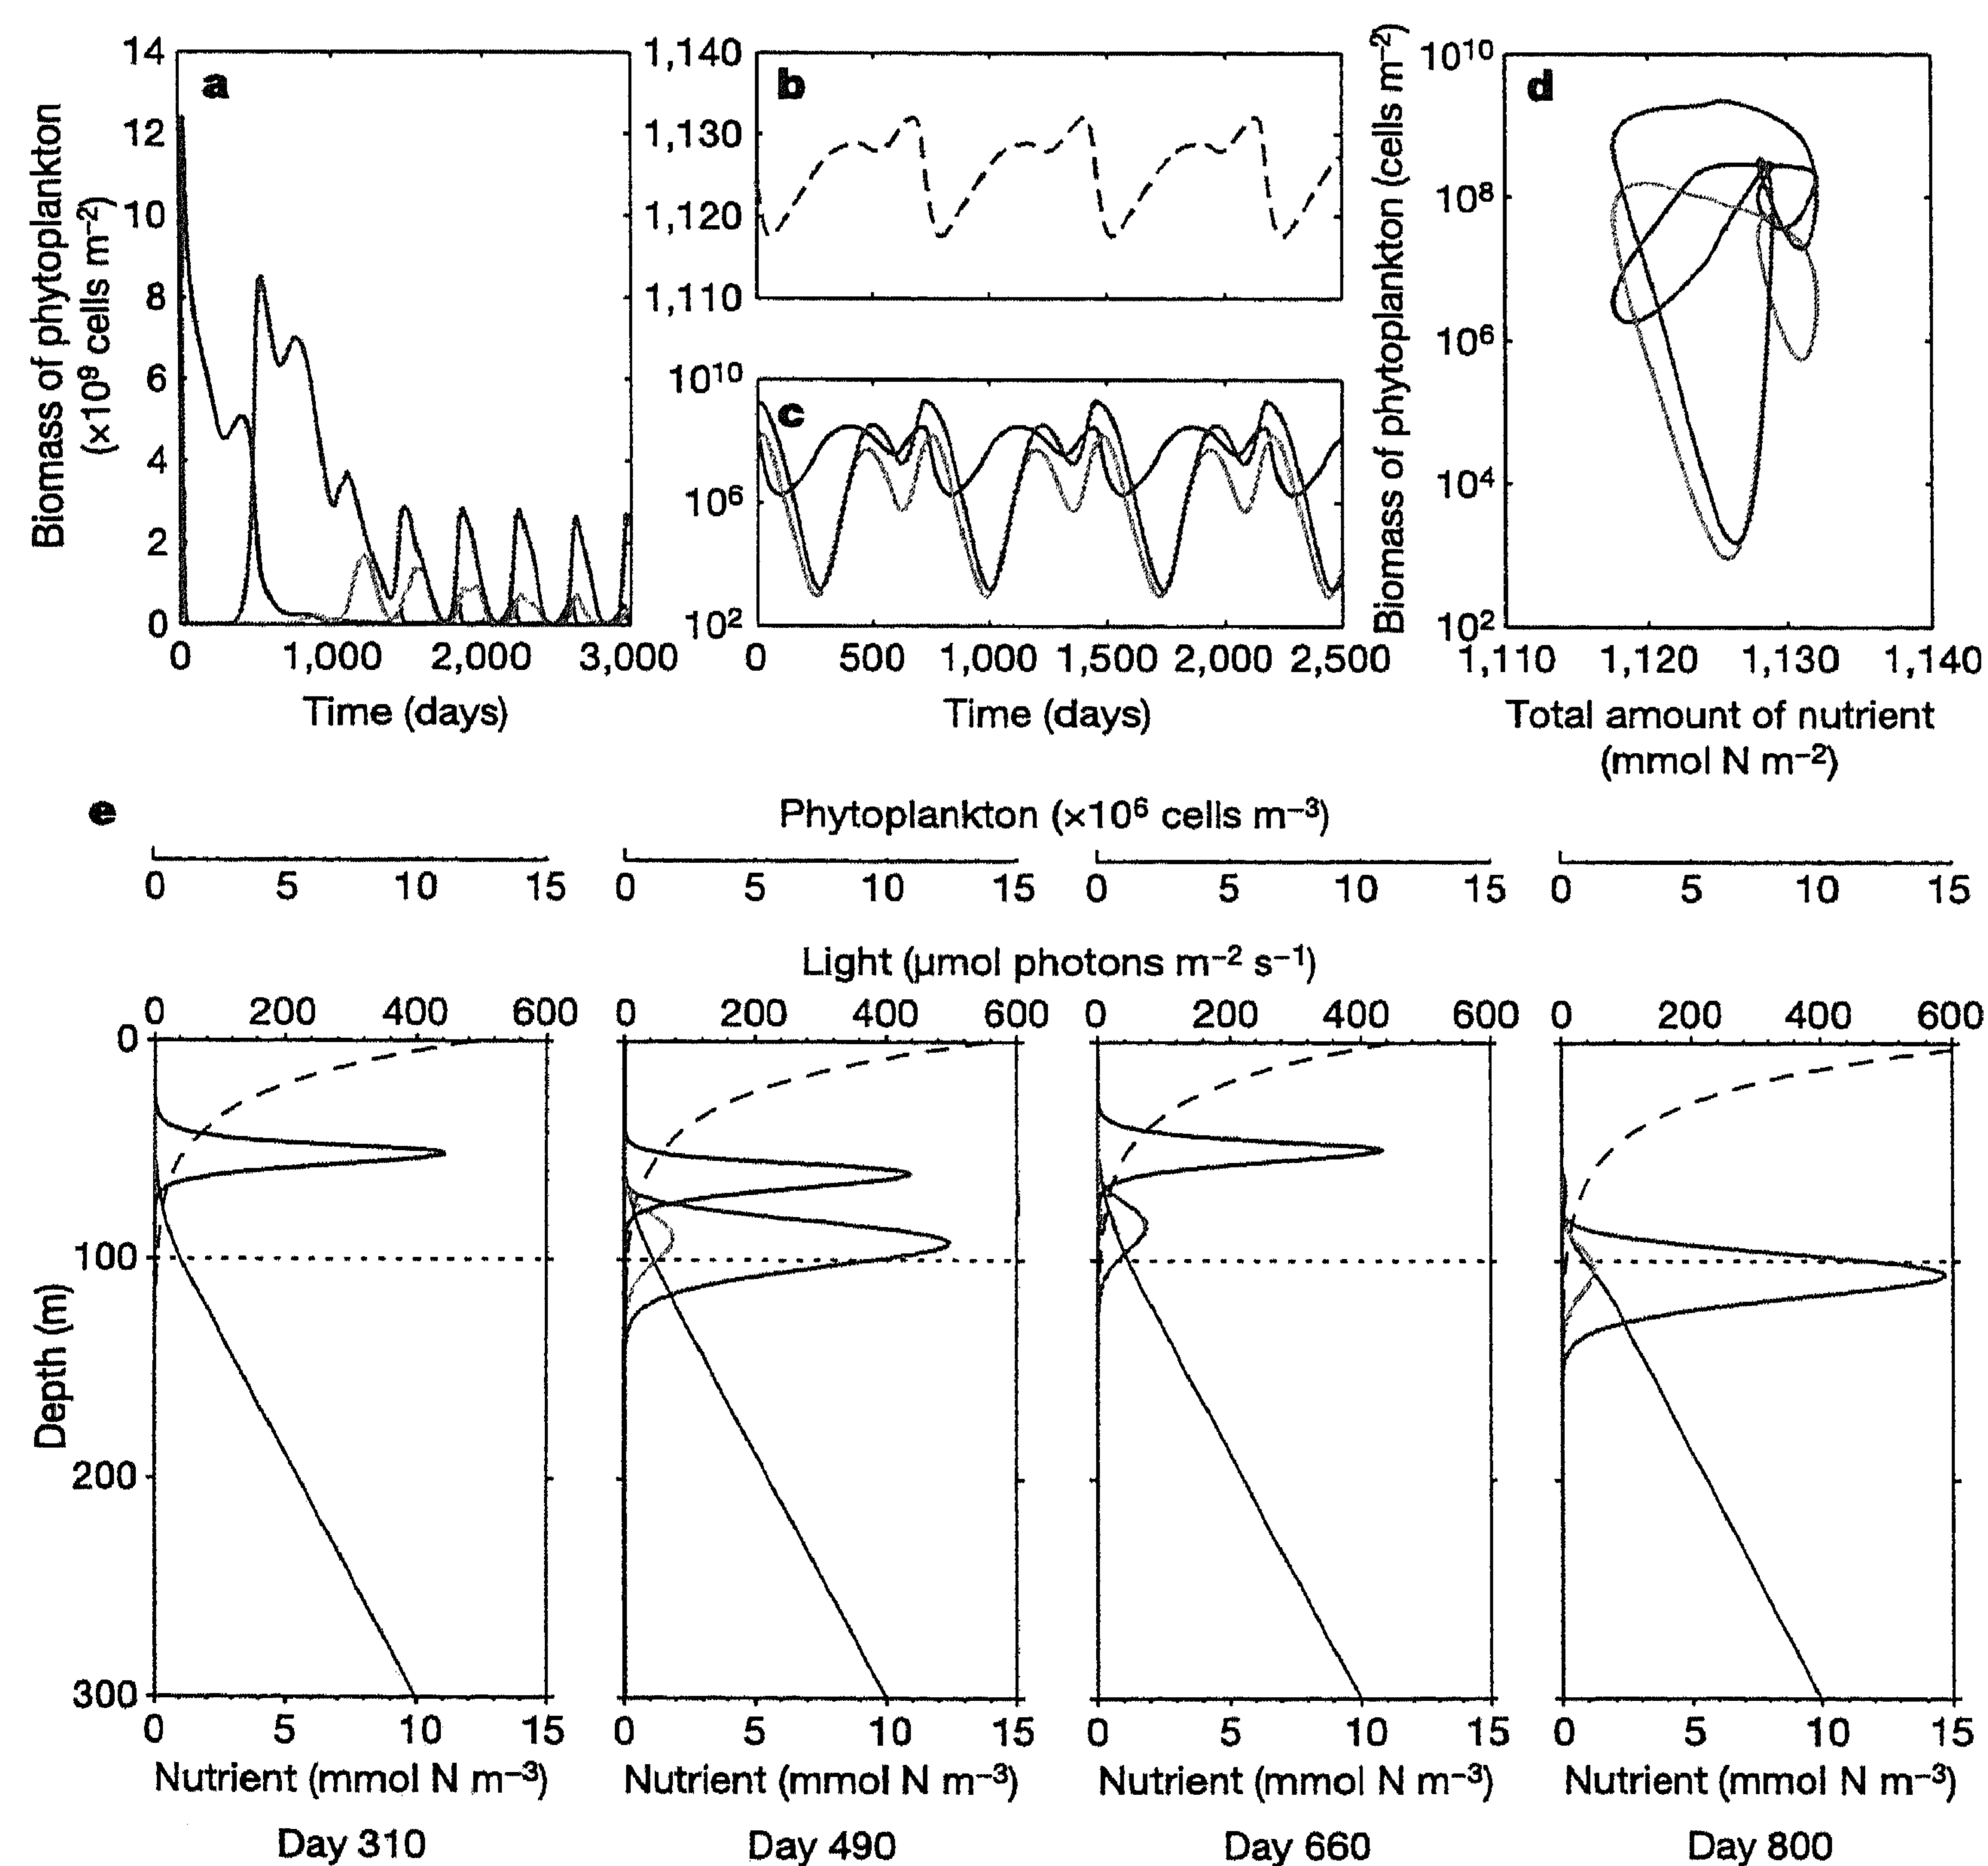 a
Biomass of phytoplankton
(×10⁹ cells m⁻²)
14
12
10
8
6
4
2
0
0 1,000 2,000 3,000
Time (days)
b
1,140
1,130
1,120
1,110
c
10¹⁰
10⁶
10²
0 500 1,000 1,500 2,000 2,500
Time (days)
d
Biomass of phytoplankton (cells m⁻²)
10¹⁰
10⁸
10⁶
10⁴
10²
1,110 1,120 1,130 1,140
Total amount of nutrient
(mmol N m⁻²)
e
Phytoplankton (×10⁶ cells m⁻³)
0 5 10 15 0 5 10 15 0 5 10 15 0 5 10 15
Light (µmol photons m⁻² s⁻¹)
0 200 400 600 0 200 400 600 0 200 400 600 0 200 400 600
Depth (m)
0
100
200
300
0 5 10 15 0 5 10 15 0 5 10 15 0 5 10 15
Nutrient (mmol N m⁻³) Nutrient (mmol N m⁻³) Nutrient (mmol N m⁻³) Nutrient (mmol N m⁻³)
Day 310 Day 490 Day 660 Day 800